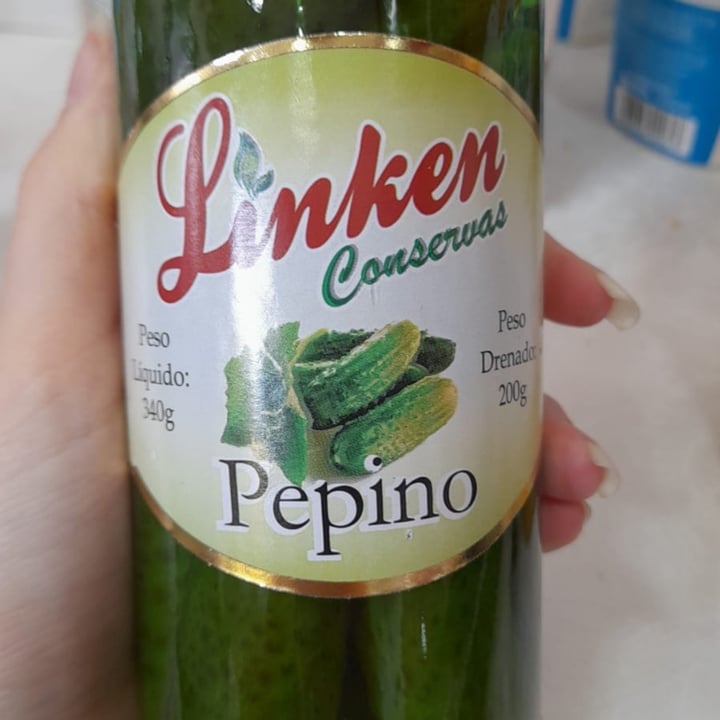 Linken
Conservas
Peso
Líquido:
340g
Peso
Drenado:
200g
Pepino